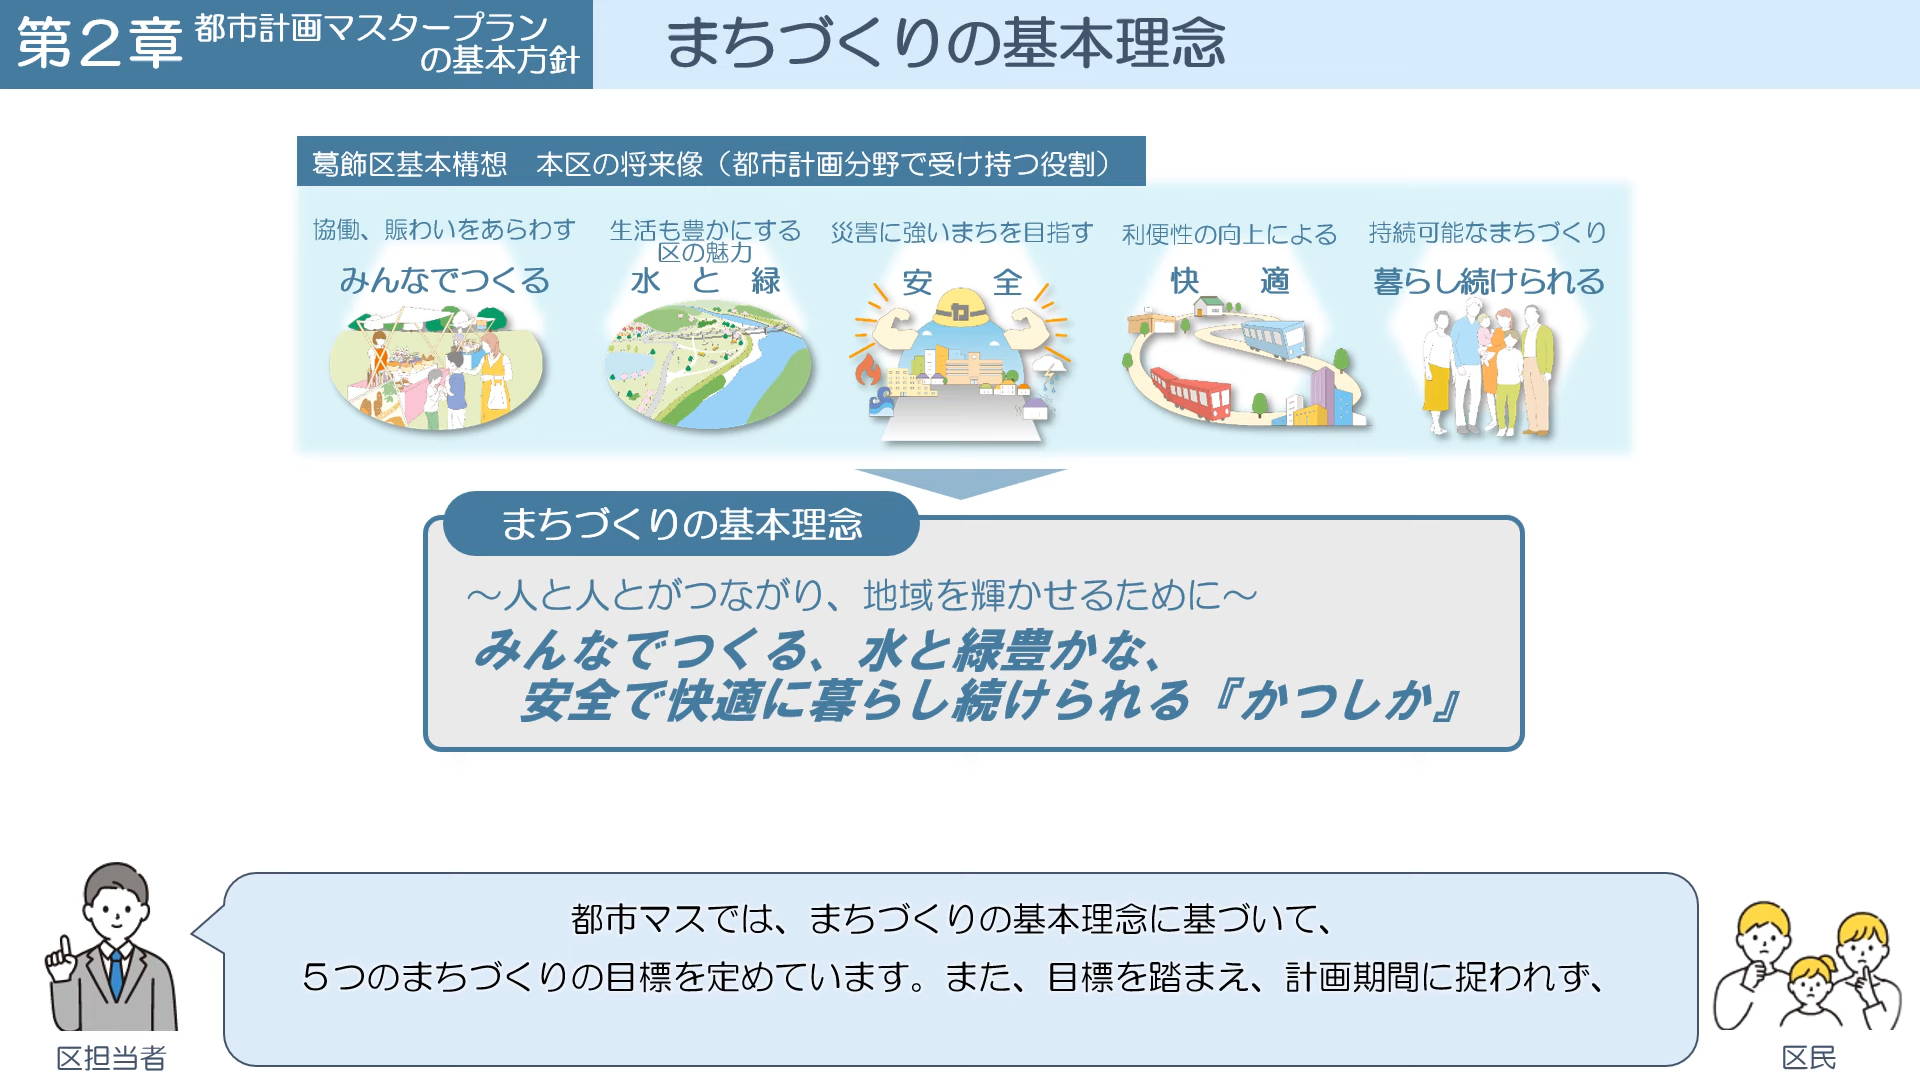 第２章
都市計画マスタープラン
の基本方針
まちづくりの基本理念
葛飾区基本構想　本区の将来像（都市計画分野で受け持つ役割）
協働、賑わいをあらわす
みんなでつくる
生活も豊かにする
区の魅力
水　と　緑
災害に強いまちを目指す
安　全
利便性の向上による
快　適
持続可能なまちづくり
暮らし続けられる
まちづくりの基本理念
～人と人とがつながり、地域を輝かせるために～
みんなでつくる、水と緑豊かな、
安全で快適に暮らし続けられる『かつしか』
都市マスでは、まちづくりの基本理念に基づいて、
５つのまちづくりの目標を定めています。また、目標を踏まえ、計画期間に捉われず、
区担当者
区民